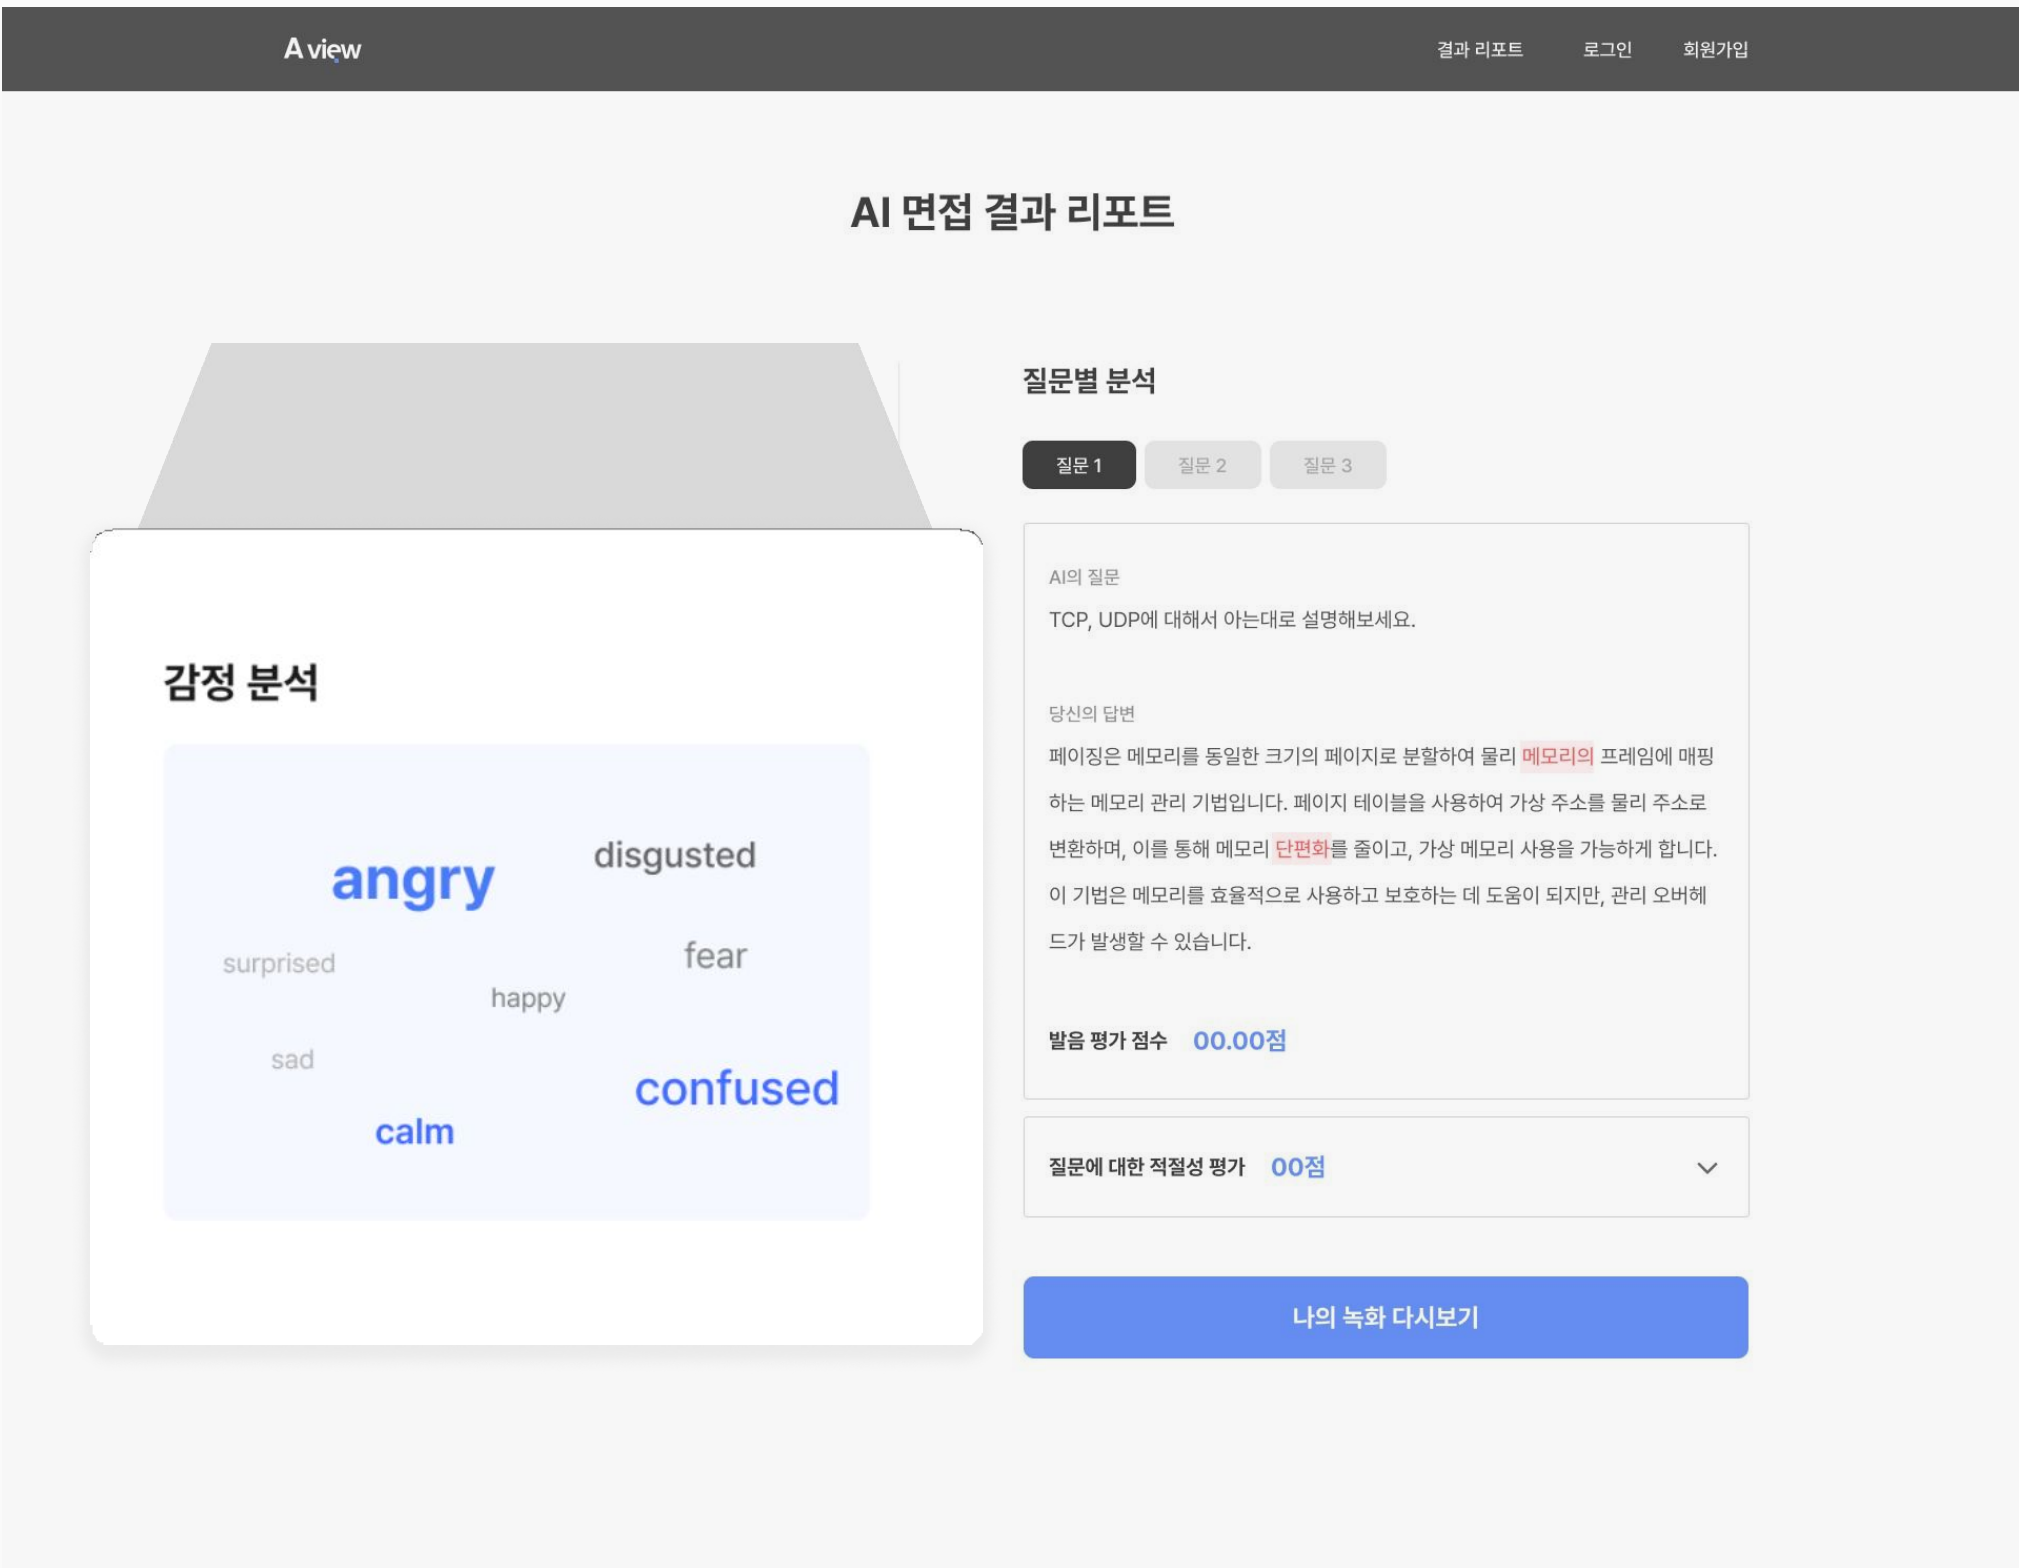 A view
결과 리포트
로그인
회원가입
AI 면접 결과 리포트
감정 분석
angry
disgusted
surprised
fear
happy
sad
confused
calm
질문별 분석
질문 1
질문 2
질문 3
AI의 질문
TCP, UDP에 대해서 아는대로 설명해보세요.
당신의 답변
페이징은 메모리를 동일한 크기의 페이지로 분할하여 물리 메모리의 프레임에 매핑
하는 메모리 관리 기법입니다. 페이지 테이블을 사용하여 가상 주소를 물리 주소로
변환하며, 이를 통해 메모리 단편화를 줄이고, 가상 메모리 사용을 가능하게 합니다.
이 기법은 메모리를 효율적으로 사용하고 보호하는 데 도움이 되지만, 관리 오버헤
드가 발생할 수 있습니다.
발음 평가 점수 00.00점
질문에 대한 적절성 평가 00점
나의 녹화 다시보기